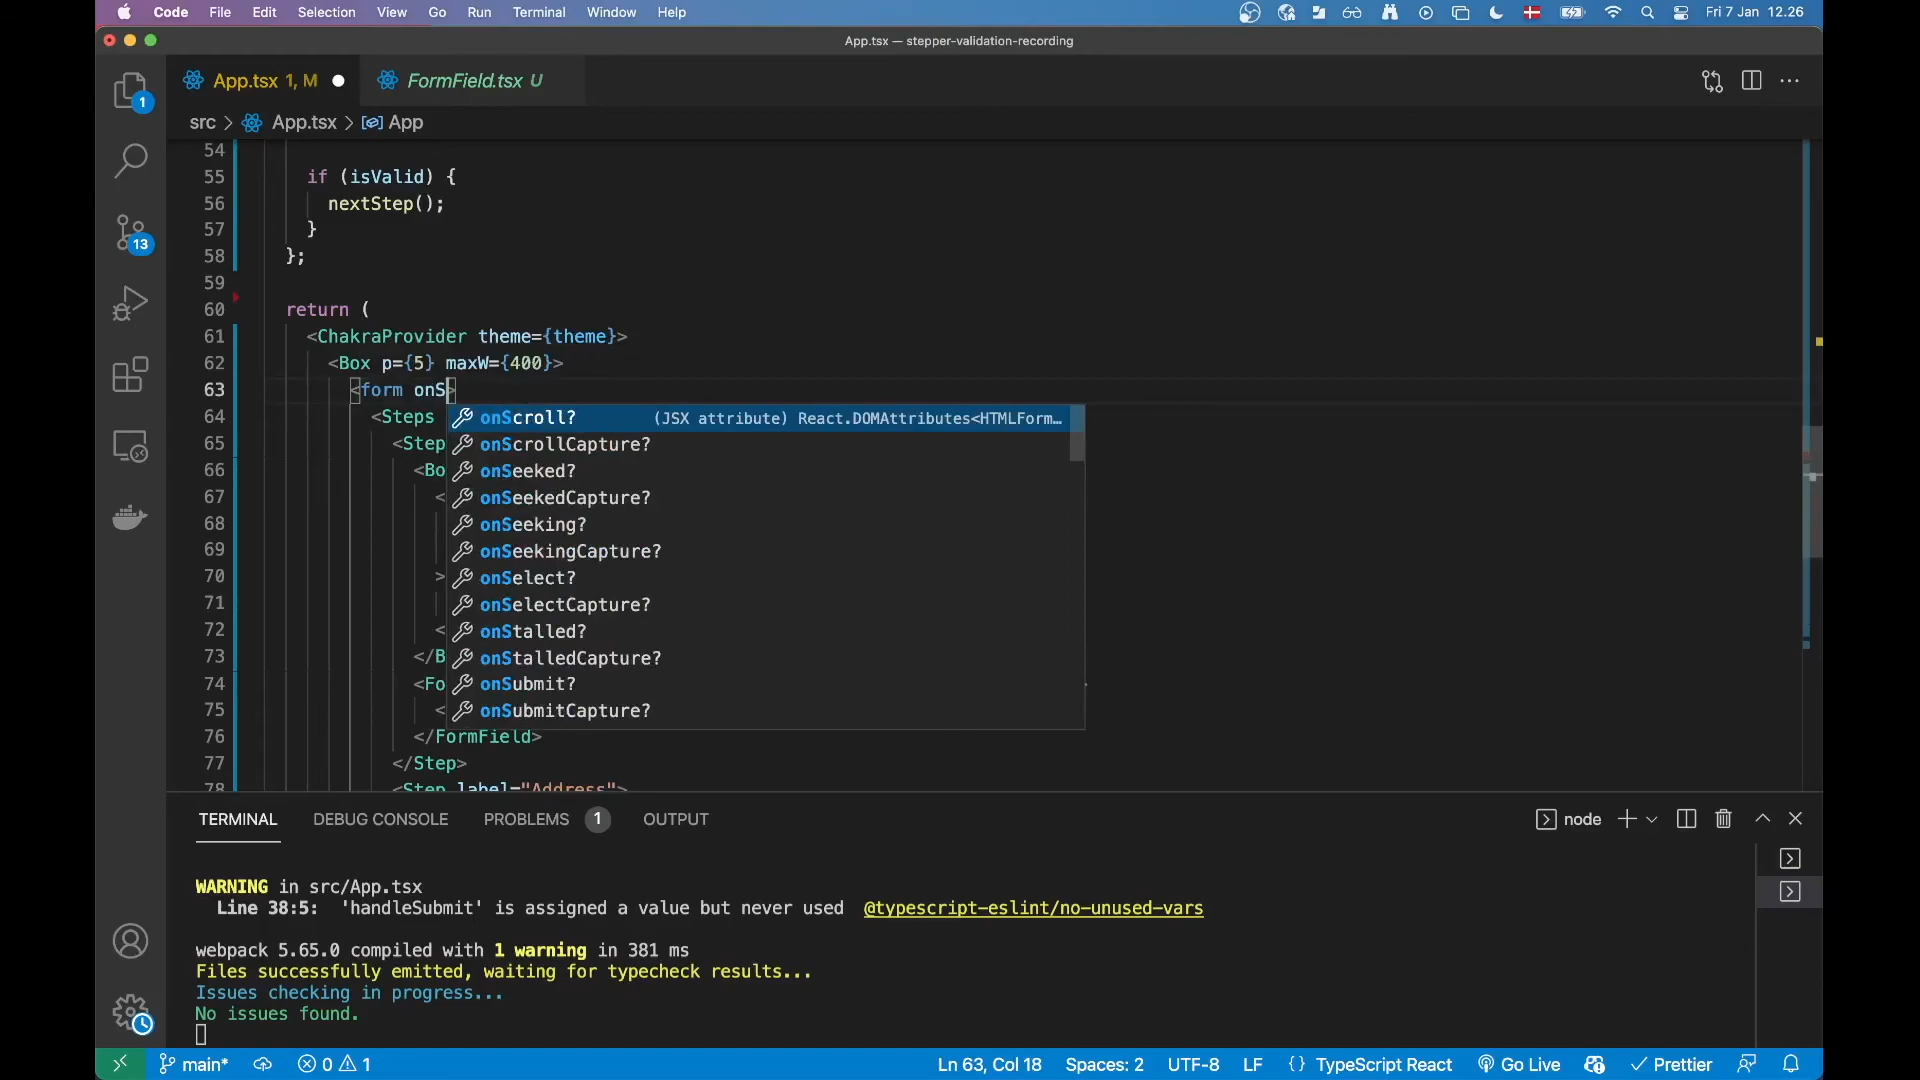 Code File Edit Selection View Go Run Terminal Window Help Fri 7 Jan 12.26
App.tsx — stepper-validation-recording
App.tsx 1, M FormField.tsx U
src > App.tsx > App
54
55 if (isValid) {
56 nextStep();
57 }
58 };
59
60 return (
61 <ChakraProvider theme={theme}>
62 <Box p={5} maxW={400}>
63 <form onS>
64 <Steps
65 <Step
66 <Bo
67 <
68
69
70 >
71
72 <
73 </B
74 <Fo
75 <
76 </FormField>
77 </Step>
78 <Step label="Address">
onScroll? (JSX attribute) React.DOMAttributes<HTMLForm…
onScrollCapture?
onSeeked?
onSeekedCapture?
onSeeking?
onSeekingCapture?
onSelect?
onSelectCapture?
onStalled?
onStalledCapture?
onSubmit?
onSubmitCapture?
1
13
TERMINAL DEBUG CONSOLE PROBLEMS 1 OUTPUT node
WARNING in src/App.tsx
Line 38:5: 'handleSubmit' is assigned a value but never used @typescript-eslint/no-unused-vars
webpack 5.65.0 compiled with 1 warning in 381 ms
Files successfully emitted, waiting for typecheck results...
Issues checking in progress...
No issues found.
main* 0 1 Ln 63, Col 18 Spaces: 2 UTF-8 LF {} TypeScript React Go Live Prettier